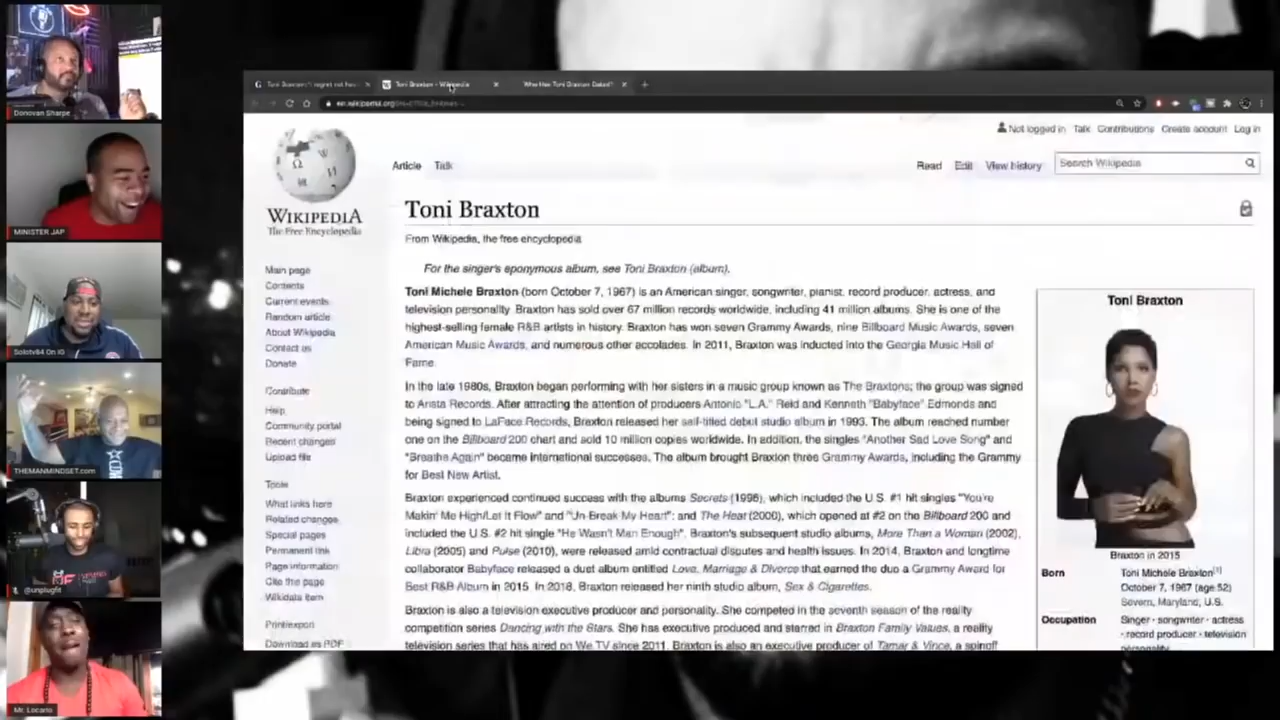 Donovan Sharpe
MINISTER JAP
Solotv84 On IG
THEMANMINDSET.com
@unplugfit
Mr. Locario
Toni Braxton - Wikipedia
Who Has Toni Braxton Dated?
Not logged in Talk Contributions Create account Log in
Article Talk
Read Edit View history Search Wikipedia
WIKIPEDIA
The Free Encyclopedia
Main page
Contents
Current events
Random article
About Wikipedia
Contact us
Donate
Contribute
Help
Community portal
Recent changes
Upload file
Tools
What links here
Related changes
Special pages
Permanent link
Page information
Cite this page
Wikidata item
Print/export
Download as PDF
Toni Braxton
From Wikipedia, the free encyclopedia
For the singer's eponymous album, see Toni Braxton (album).
Toni Michele Braxton (born October 7, 1967) is an American singer, songwriter, pianist, record producer, actress, and
television personality. Braxton has sold over 67 million records worldwide, including 41 million albums. She is one of the
highest-selling female R&B artists in history. Braxton has won seven Grammy Awards, nine Billboard Music Awards, seven
American Music Awards, and numerous other accolades. In 2011, Braxton was inducted into the Georgia Music Hall of
Fame.
In the late 1980s, Braxton began performing with her sisters in a music group known as The Braxtons; the group was signed
to Arista Records. After attracting the attention of producers Antonio "L.A." Reid and Kenneth "Babyface" Edmonds and
being signed to LaFace Records, Braxton released her self-titled debut studio album in 1993. The album reached number
one on the Billboard 200 chart and sold 10 million copies worldwide. In addition, the singles "Another Sad Love Song" and
"Breathe Again" became international successes. The album brought Braxton three Grammy Awards, including the Grammy
for Best New Artist.
Braxton experienced continued success with the albums Secrets (1996), which included the U.S. #1 hit singles "You're
Makin' Me High/Let It Flow" and "Un-Break My Heart"; and The Heat (2000), which opened at #2 on the Billboard 200 and
included the U.S. #2 hit single "He Wasn't Man Enough". Braxton's subsequent studio albums, More Than a Woman (2002),
Libra (2005) and Pulse (2010), were released amid contractual disputes and health issues. In 2014, Braxton and longtime
collaborator Babyface released a duet album entitled Love, Marriage & Divorce that earned the duo a Grammy Award for
Best R&B Album in 2015. In 2018, Braxton released her ninth studio album, Sex & Cigarettes.
Braxton is also a television executive producer and personality. She competed in the seventh season of the reality
competition series Dancing with the Stars. She has executive produced and starred in Braxton Family Values, a reality
television series that has aired on We TV since 2011. Braxton is also an executive producer of Tamar & Vince, a spinoff
Toni Braxton
Braxton in 2015
Born Toni Michele Braxton[1]
October 7, 1967 (age 52)
Severn, Maryland, U.S.
Occupation Singer · songwriter · actress
· record producer · television
personality